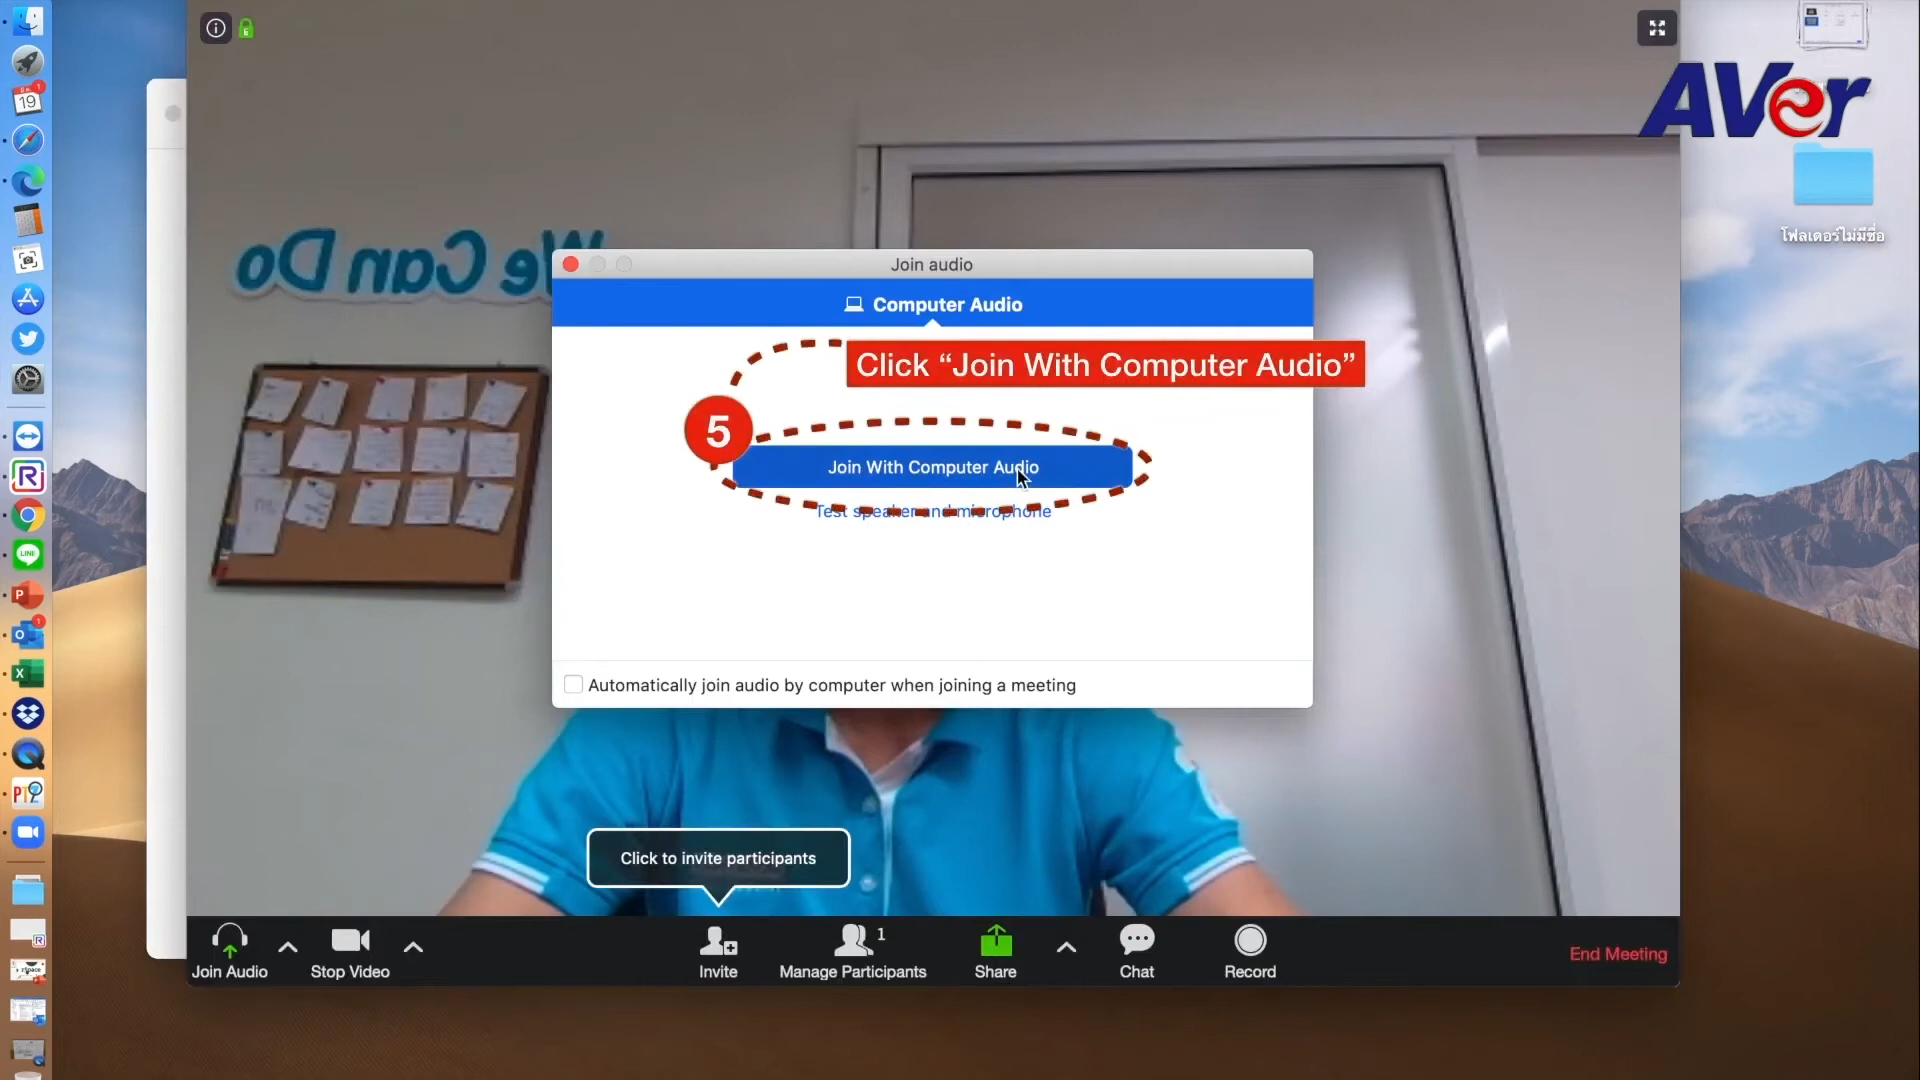 AVer
19
We Can Do
โฟลเดอร์ไม่มีชื่อ
Join audio
Computer Audio
Click “Join With Computer Audio”
5
Join With Computer Audio
Test speaker and microphone
Automatically join audio by computer when joining a meeting
Click to invite participants
1
Join Audio
Stop Video
Invite
Manage Participants
Share
Chat
Record
End Meeting
LINE